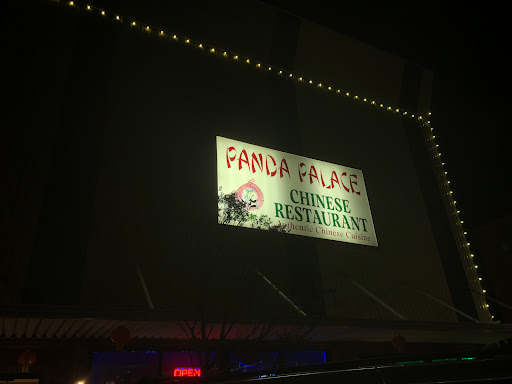 PANDA PALACE
CHINESE
RESTAURANT
Authentic Chinese Cuisine
OPEN